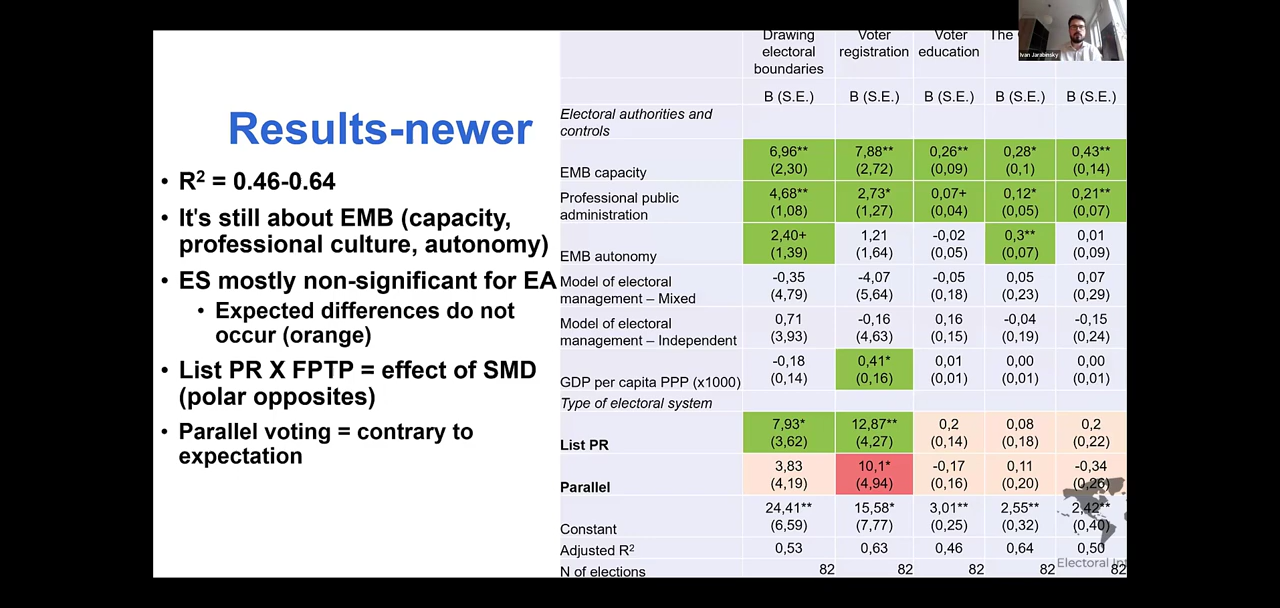 Drawing
electoral
boundaries
Voter
registration
Voter
education
The
Ivan Jarabinsky
B (S.E.) B (S.E.) B (S.E.) B (S.E.) B (S.E.)
Results-newer
• R² = 0.46-0.64
• It's still about EMB (capacity,
professional culture, autonomy)
• ES mostly non-significant for EA
• Expected differences do not
occur (orange)
• List PR X FPTP = effect of SMD
(polar opposites)
• Parallel voting = contrary to
expectation
Electoral authorities and
controls
6,96** 7,88** 0,26** 0,28* 0,43**
EMB capacity (2,30) (2,72) (0,09) (0,1) (0,14)
Professional public 4,68** 2,73* 0,07+ 0,12* 0,21**
administration (1,08) (1,27) (0,04) (0,05) (0,07)
2,40+ 1,21 -0,02 0,3** 0,01
EMB autonomy (1,39) (1,64) (0,05) (0,07) (0,09)
Model of electoral -0,35 -4,07 -0,05 0,05 0,07
management – Mixed (4,79) (5,64) (0,18) (0,23) (0,29)
Model of electoral 0,71 -0,16 0,16 -0,04 -0,15
management – Independent (3,93) (4,63) (0,15) (0,19) (0,24)
-0,18 0,41* 0,01 0,00 0,00
GDP per capita PPP (x1000) (0,14) (0,16) (0,01) (0,01) (0,01)
Type of electoral system
7,93* 12,87** 0,2 0,08 0,2
List PR (3,62) (4,27) (0,14) (0,18) (0,22)
3,83 10,1* -0,17 0,11 -0,34
Parallel (4,19) (4,94) (0,16) (0,20) (0,26)
24,41** 15,58* 3,01** 2,55** 2,42**
Constant (6,59) (7,77) (0,25) (0,32) (0,40)
Adjusted R² 0,53 0,63 0,46 0,64 0,50
Electoral
N of elections 82 82 82 82 82